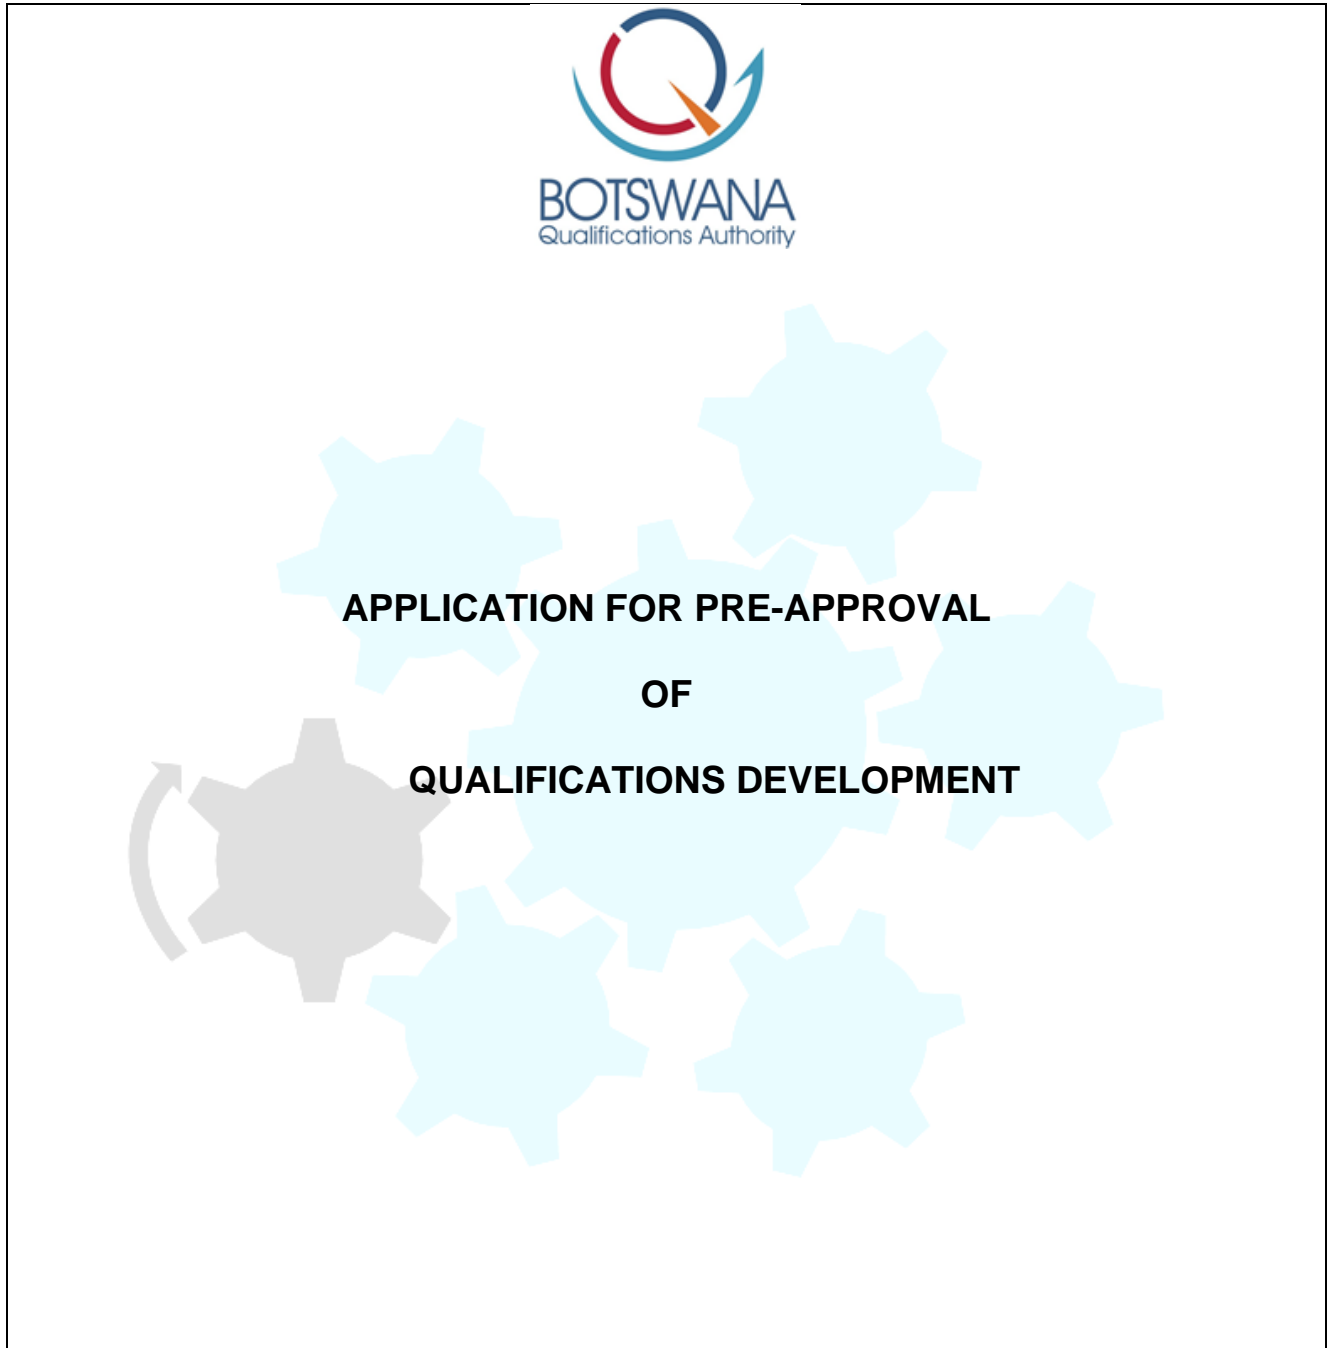 BOTSWANA
Qualifications Authority
APPLICATION FOR PRE-APPROVAL
OF
QUALIFICATIONS DEVELOPMENT